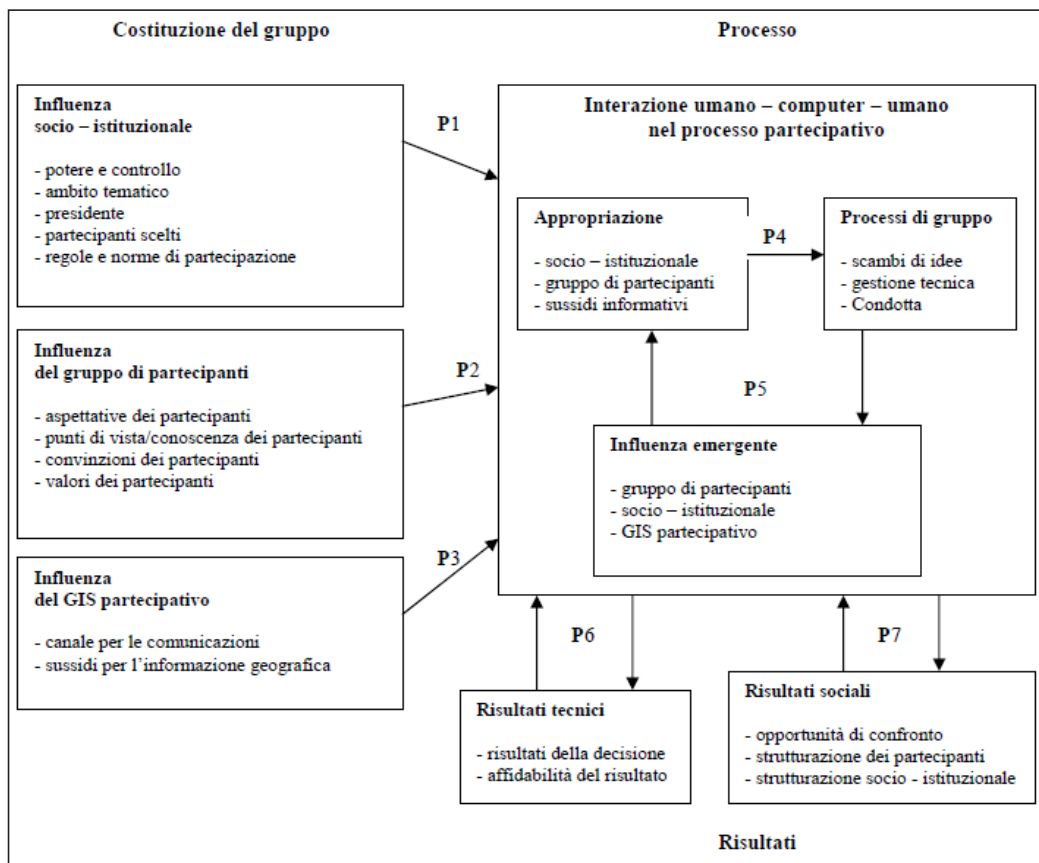 Costituzione del gruppo
Processo
Influenza
socio – istituzionale
- potere e controllo
- ambito tematico
- presidente
- partecipanti scelti
- regole e norme di partecipazione
P1
Interazione umano – computer – umano
nel processo partecipativo
Appropriazione
- socio – istituzionale
- gruppo di partecipanti
- sussidi informativi
P4
Processi di gruppo
- scambi di idee
- gestione tecnica
- Condotta
Influenza
del gruppo di partecipanti
- aspettative dei partecipanti
- punti di vista/conoscenza dei partecipanti
- convinzioni dei partecipanti
- valori dei partecipanti
P2
P5
Influenza emergente
- gruppo di partecipanti
- socio – istituzionale
- GIS partecipativo
Influenza
del GIS partecipativo
- canale per le comunicazioni
- sussidi per l’informazione geografica
P3
P6
P7
Risultati tecnici
- risultati della decisione
- affidabilità del risultato
Risultati sociali
- opportunità di confronto
- strutturazione dei partecipanti
- strutturazione socio - istituzionale
Risultati